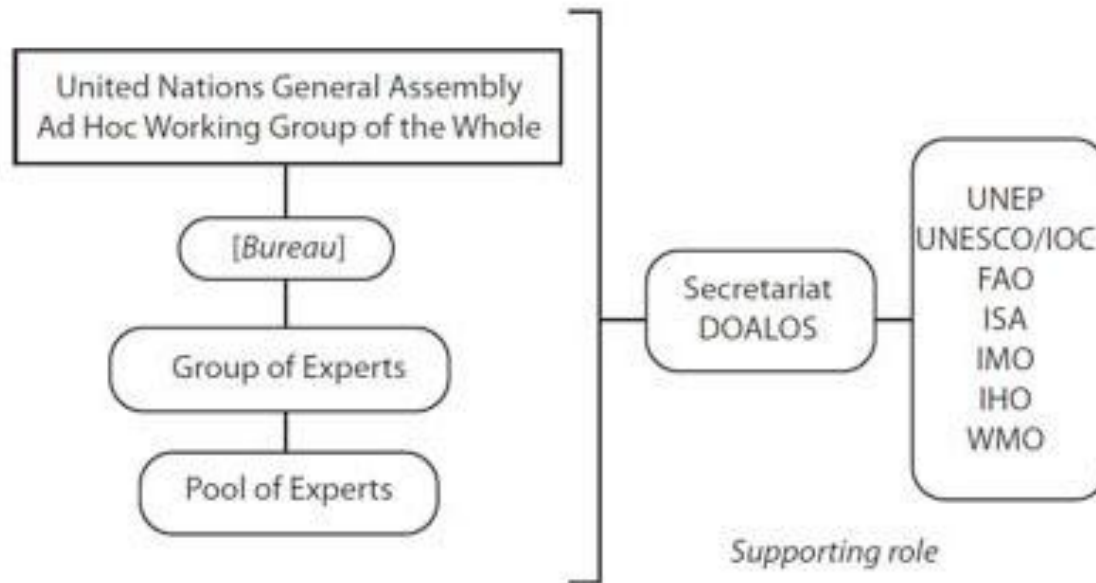 United Nations General Assembly
Ad Hoc Working Group of the Whole
[Bureau]
Group of Experts
Pool of Experts
Secretariat
DOALOS
UNEP
UNESCO/IOC
FAO
ISA
IMO
IHO
WMO
Supporting role